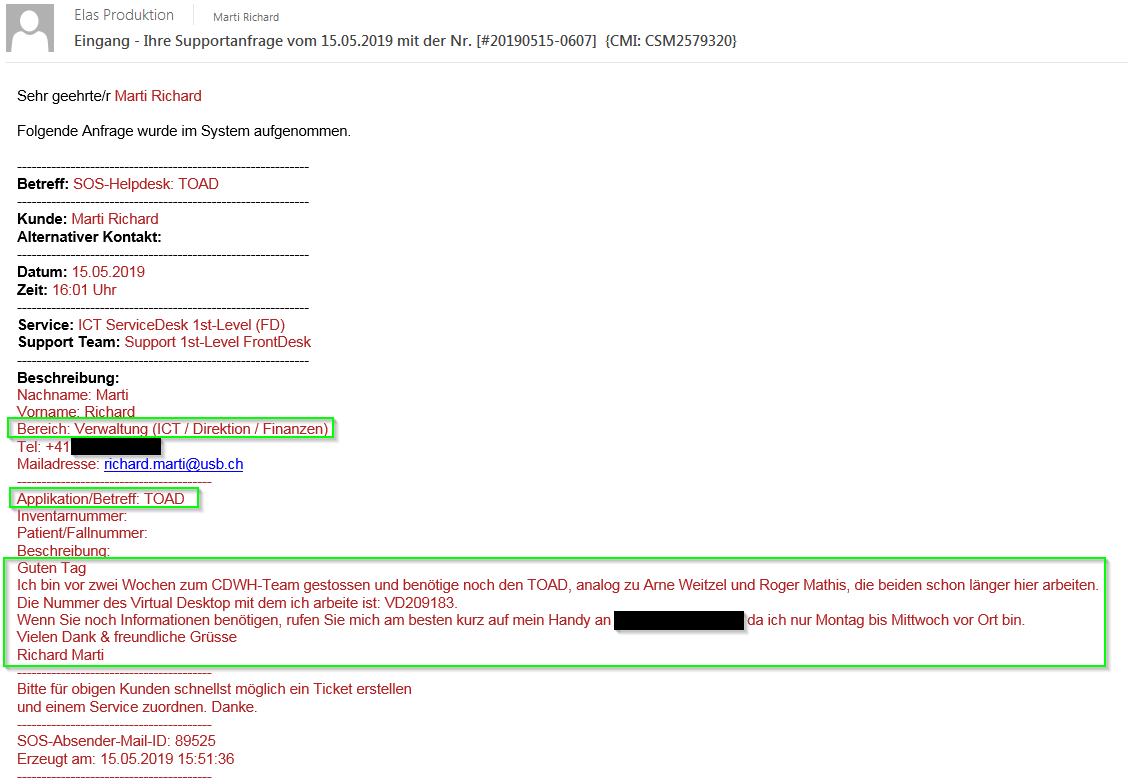 Elas Produktion Marti Richard
Eingang - Ihre Supportanfrage vom 15.05.2019 mit der Nr. [#20190515-0607] {CMI: CSM2579320}
Sehr geehrte/r Marti Richard
Folgende Anfrage wurde im System aufgenommen.
------------------------------------------------------------
Betreff: SOS-Helpdesk: TOAD
------------------------------------------------------------
Kunde: Marti Richard
Alternativer Kontakt:
------------------------------------------------------------
Datum: 15.05.2019
Zeit: 16:01 Uhr
------------------------------------------------------------
Service: ICT ServiceDesk 1st-Level (FD)
Support Team: Support 1st-Level FrontDesk
------------------------------------------------------------
Beschreibung:
Nachname: Marti
Vorname: Richard
Bereich: Verwaltung (ICT / Direktion / Finanzen)
Tel: +41
Mailadresse: richard.marti@usb.ch
----------------------------------------
Applikation/Betreff: TOAD
Inventarnummer:
Patient/Fallnummer:
Beschreibung:
Guten Tag
Ich bin vor zwei Wochen zum CDWH-Team gestossen und benötige noch den TOAD, analog zu Arne Weitzel und Roger Mathis, die beiden schon länger hier arbeiten.
Die Nummer des Virtual Desktop mit dem ich arbeite ist: VD209183.
Wenn Sie noch Informationen benötigen, rufen Sie mich am besten kurz auf mein Handy an da ich nur Montag bis Mittwoch vor Ort bin.
Vielen Dank & freundliche Grüsse
Richard Marti
----------------------------------------
Bitte für obigen Kunden schnellst möglich ein Ticket erstellen
und einem Service zuordnen. Danke.
----------------------------------------
SOS-Absender-Mail-ID: 89525
Erzeugt am: 15.05.2019 15:51:36
----------------------------------------